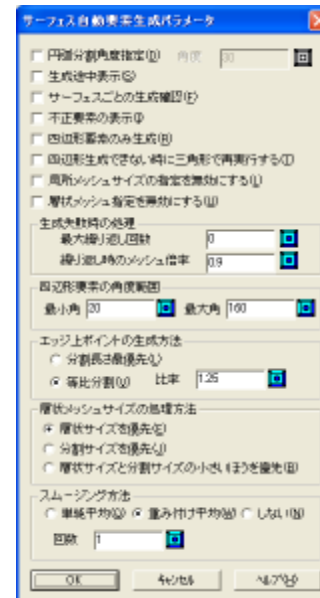 サーフェス自動要素生成パラメータ
円弧分割角度指定(D) 角度 30
生成途中表示(G)
サーフェスごとの生成確認(F)
不正要素の表示(I)
四辺形要素のみ生成(R)
四辺形生成できない時に三角形で再実行する(T)
局所メッシュサイズの指定を無効にする(L)
層状メッシュ指定を無効にする(U)
生成失敗時の処理
最大繰り返し回数 0
繰り返し時のメッシュ倍率 0.9
四辺形要素の角度範囲
最小角 20 最大角 160
エッジ上ポイントの生成方法
分割長さ最優先(L)
等比分割(Q) 比率 1.25
層状メッシュサイズの処理方法
層状サイズを優先(E)
分割サイズを優先(J)
層状サイズと分割サイズの小さいほうを優先(B)
スムージング方法
単純平均(A) 重み付け平均(W) しない(N)
回数 1
OK キャンセル ヘルプ(H)